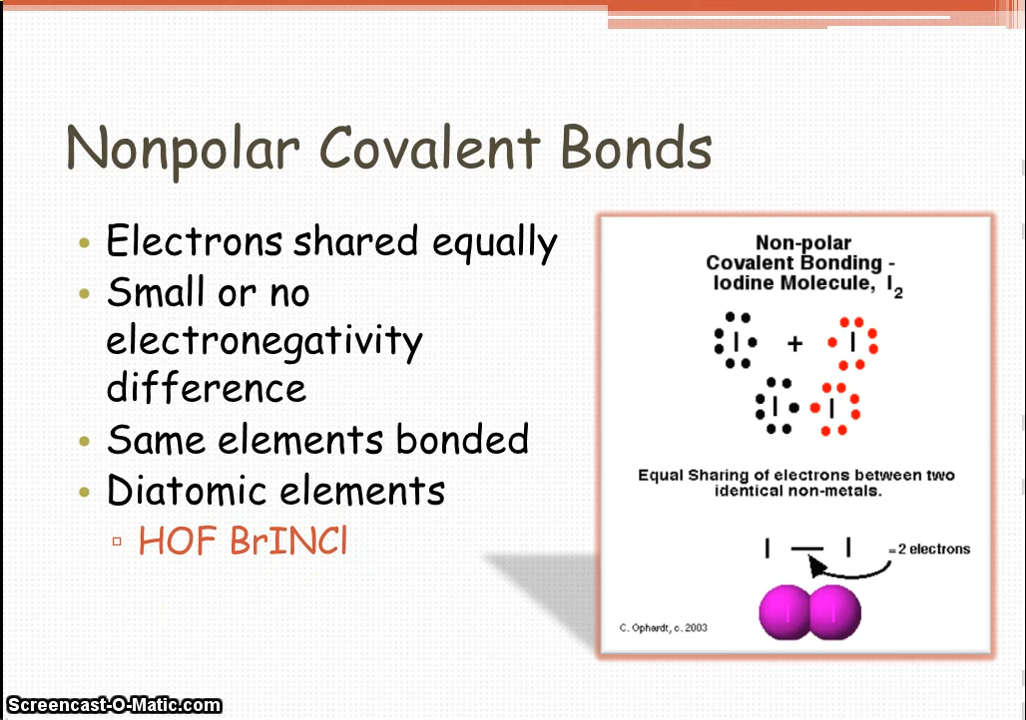 Nonpolar Covalent Bonds
• Electrons shared equally
• Small or no
electronegativity
difference
• Same elements bonded
• Diatomic elements
▫ HOF BrINCl
Non-polar
Covalent Bonding -
Iodine Molecule, I2
I + I
I I
Equal Sharing of electrons between two
identical non-metals.
I — I = 2 electrons
C. Ophardt, c. 2003
Screencast-O-Matic.com